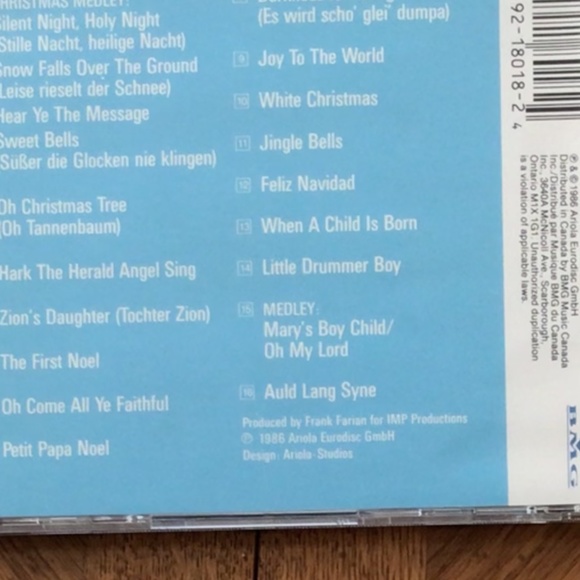 CHRISTMAS MEDLEY:
Silent Night, Holy Night
(Stille Nacht, heilige Nacht)
Snow Falls Over The Ground
(Leise rieselt der Schnee)
Hear Ye The Message
Sweet Bells
(Süßer die Glocken nie klingen)
Oh Christmas Tree
(Oh Tannenbaum)
Hark The Herald Angel Sing
Zion's Daughter (Tochter Zion)
The First Noel
Oh Come All Ye Faithful
Petit Papa Noel
(Es wird scho' glei' dumpa)
9 Joy To The World
10 White Christmas
11 Jingle Bells
12 Feliz Navidad
13 When A Child Is Born
14 Little Drummer Boy
15 MEDLEY:
Mary's Boy Child/
Oh My Lord
16 Auld Lang Syne
Produced by Frank Farian for IMP Productions
℗ 1986 Ariola Eurodisc GmbH
Design: Ariola-Studios
92-18018-2 4
℗ & © 1986 Ariola Eurodisc GmbH
Distributed in Canada by BMG Music Canada
Inc./Distribué par Musique BMG du Canada
Inc., 3640A McNicoll Ave., Scarborough,
Ontario M1X 1G1. Unauthorized duplication
is a violation of applicable laws.
BMG